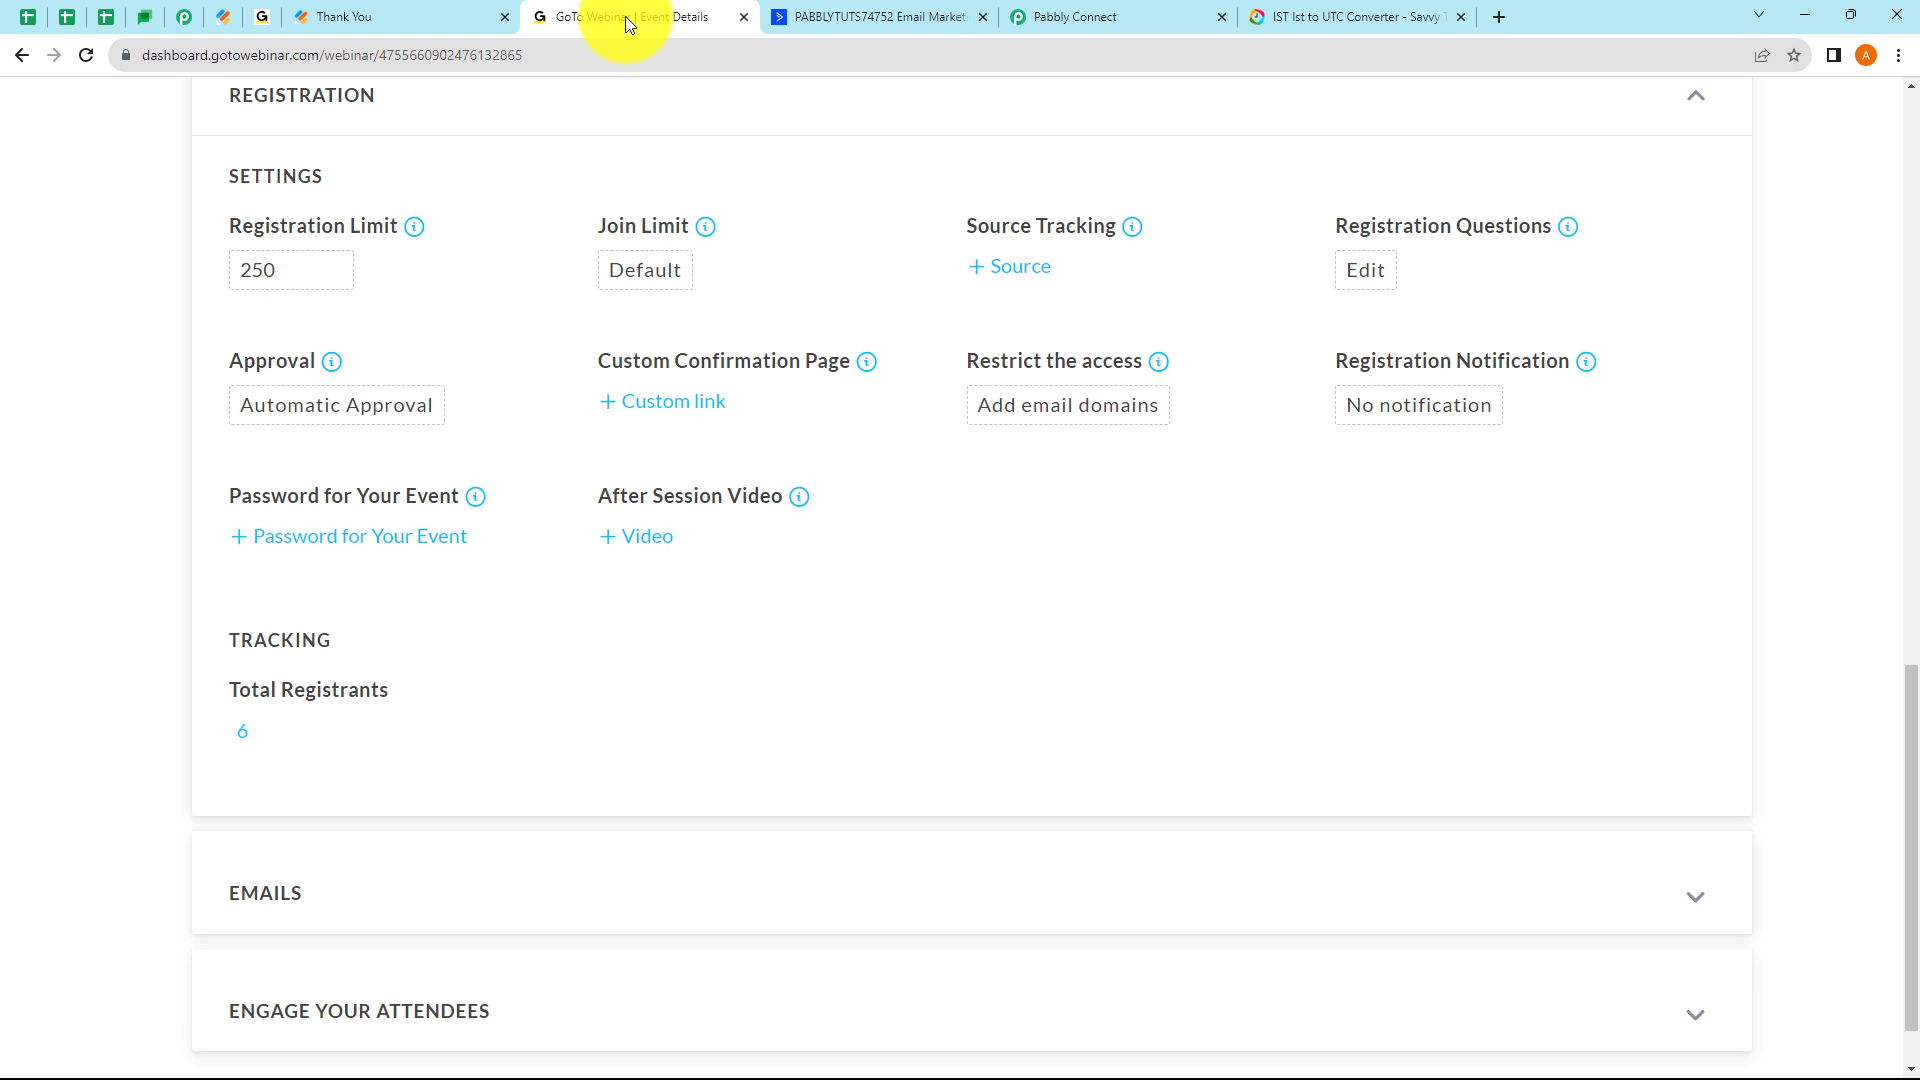 Thank You
GoTo Webinar | Event Details
PABBLYTUTS74752 Email Marketi
Pabbly Connect
IST Ist to UTC Converter - Savvy T
dashboard.gotowebinar.com/webinar/4755660902476132865
A
REGISTRATION
SETTINGS
Registration Limit
Join Limit
Source Tracking
Registration Questions
250
Default
+ Source
Edit
Approval
Custom Confirmation Page
Restrict the access
Registration Notification
Automatic Approval
+ Custom link
Add email domains
No notification
Password for Your Event
After Session Video
+ Password for Your Event
+ Video
TRACKING
Total Registrants
6
EMAILS
ENGAGE YOUR ATTENDEES